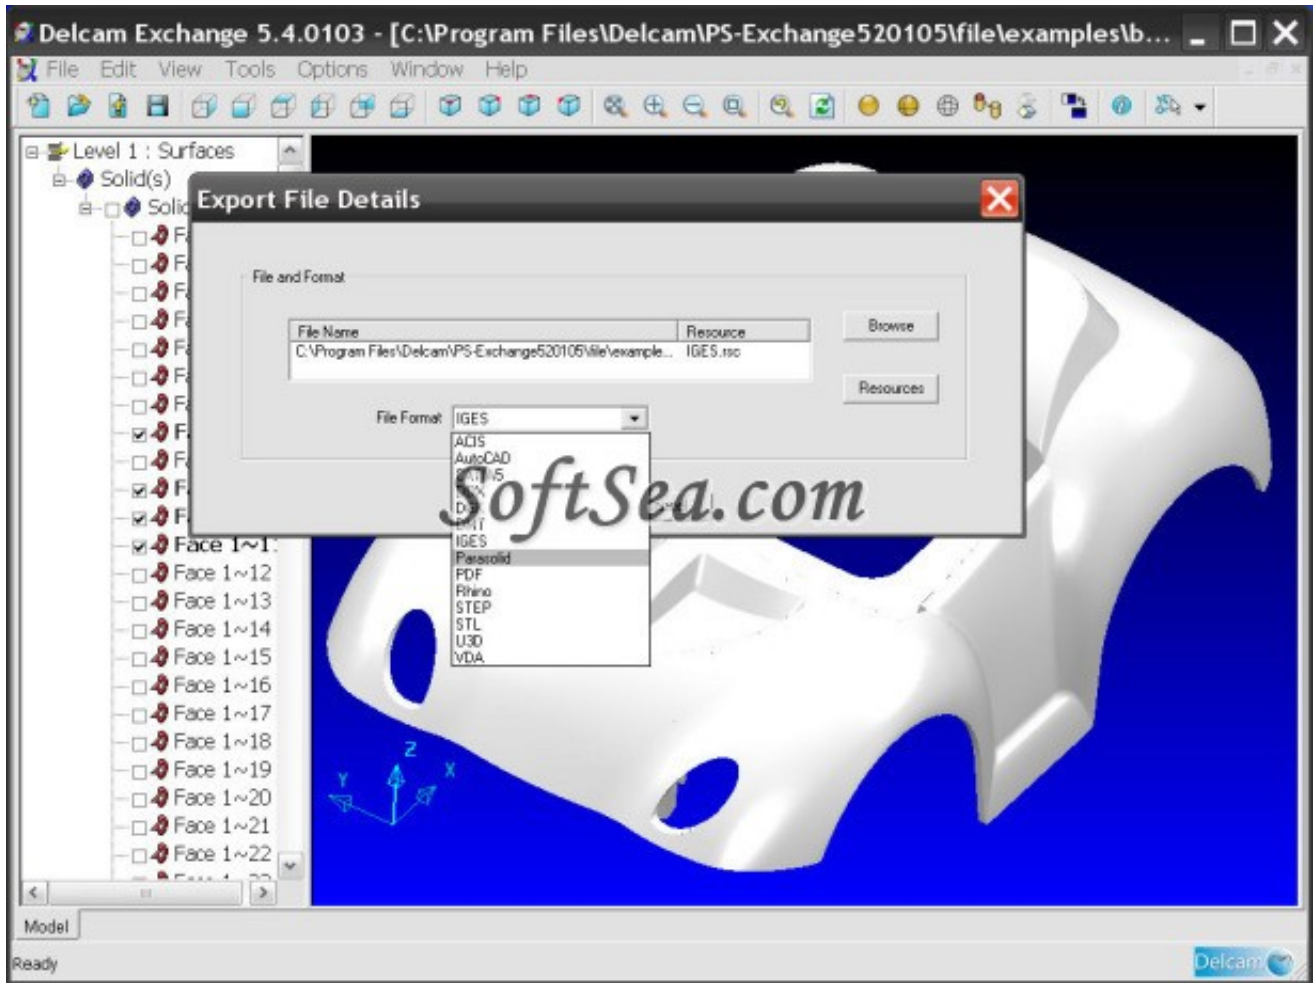 Delcam Exchange 5.4.0103 - [C:\Program Files\Delcam\PS-Exchange520105\file\examples\b...
File Edit View Tools Options Window Help
Level 1 : Surfaces
Solid(s)
Export File Details
File and Format
File Name Resource
C:\Program Files\Delcam\PS-Exchange520105\file\example... IGES.rsc
Browse
Resources
File Format IGES
ACIS
AutoCAD
IGES
Parasolid
PDF
Rhino
STEP
STL
U3D
VDA
SoftSea.com
Face 1~12
Face 1~13
Face 1~14
Face 1~15
Face 1~16
Face 1~17
Face 1~18
Face 1~19
Face 1~20
Face 1~21
Face 1~22
Z
Y
X
Model
Ready
Delcam